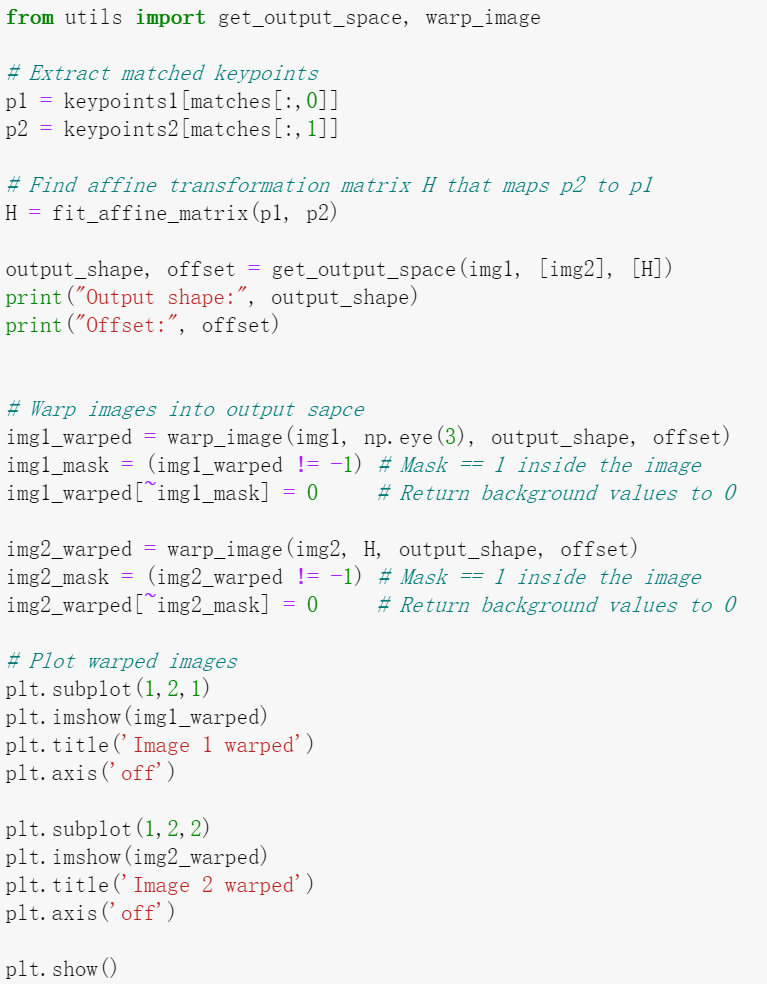 from utils import get_output_space, warp_image
# Extract matched keypoints
p1 = keypoints1[matches[:,0]]
p2 = keypoints2[matches[:,1]]
# Find affine transformation matrix H that maps p2 to p1
H = fit_affine_matrix(p1, p2)
output_shape, offset = get_output_space(img1, [img2], [H])
print("Output shape:", output_shape)
print("Offset:", offset)
# Warp images into output sapce
img1_warped = warp_image(img1, np.eye(3), output_shape, offset)
img1_mask = (img1_warped != -1) # Mask == 1 inside the image
img1_warped[~img1_mask] = 0     # Return background values to 0
img2_warped = warp_image(img2, H, output_shape, offset)
img2_mask = (img2_warped != -1) # Mask == 1 inside the image
img2_warped[~img2_mask] = 0     # Return background values to 0
# Plot warped images
plt.subplot(1,2,1)
plt.imshow(img1_warped)
plt.title('Image 1 warped')
plt.axis('off')
plt.subplot(1,2,2)
plt.imshow(img2_warped)
plt.title('Image 2 warped')
plt.axis('off')
plt.show()